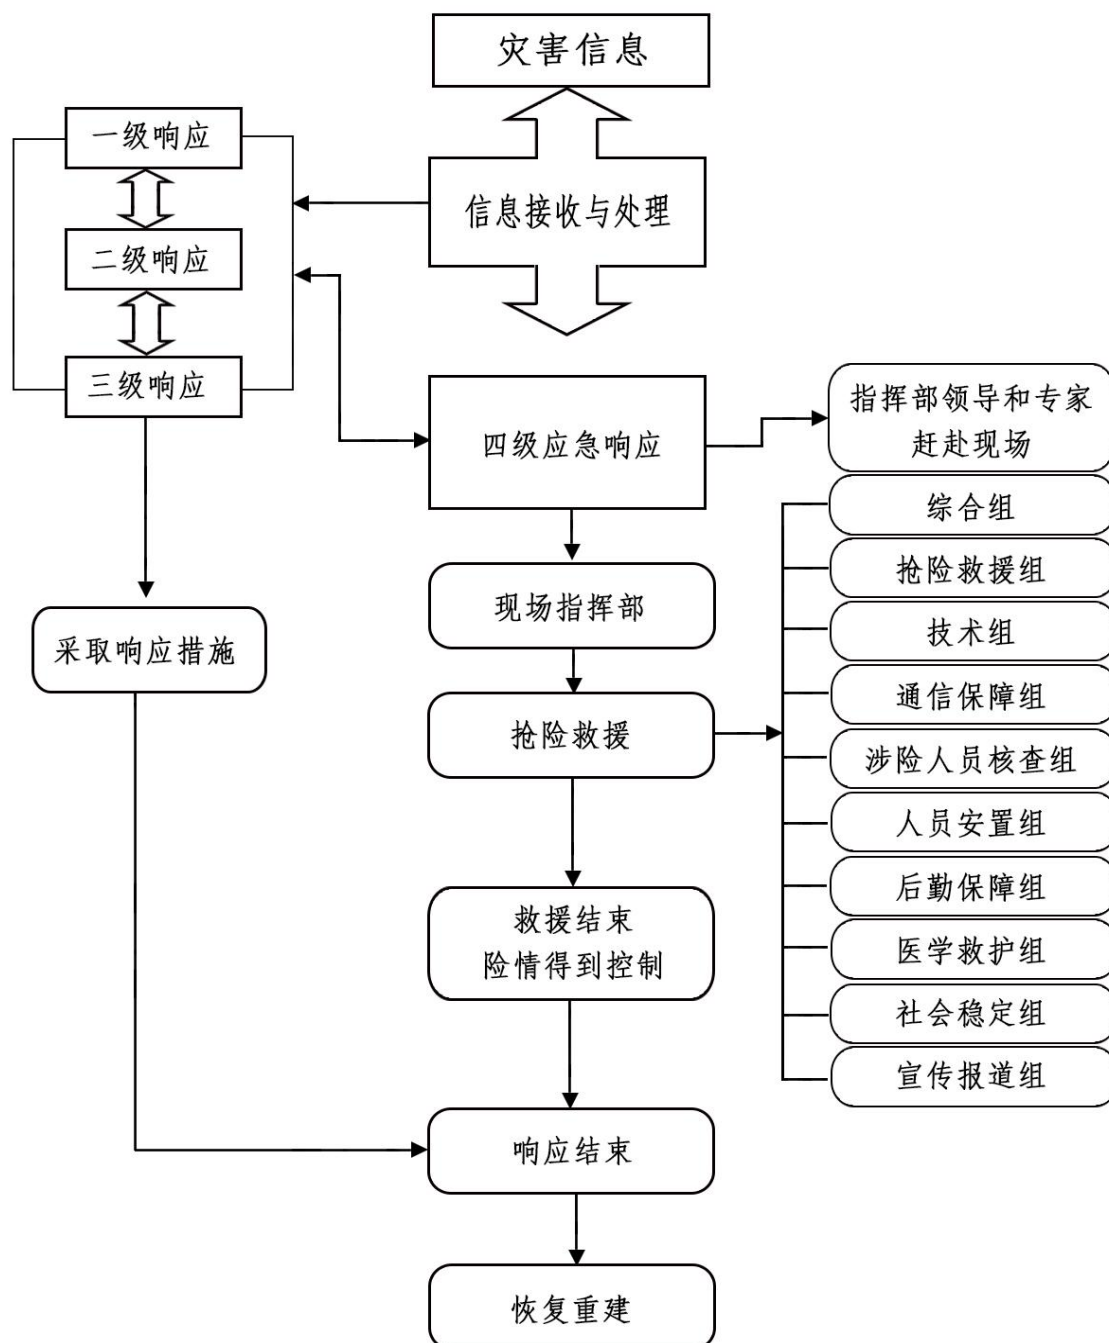 灾害信息
一级响应
信息接收与处理
二级响应
三级响应
四级应急响应
指挥部领导和专家
赶赴现场
综合组
现场指挥部
抢险救援组
采取响应措施
技术组
抢险救援
通信保障组
涉险人员核查组
人员安置组
后勤保障组
救援结束
险情得到控制
医学救护组
社会稳定组
宣传报道组
响应结束
恢复重建